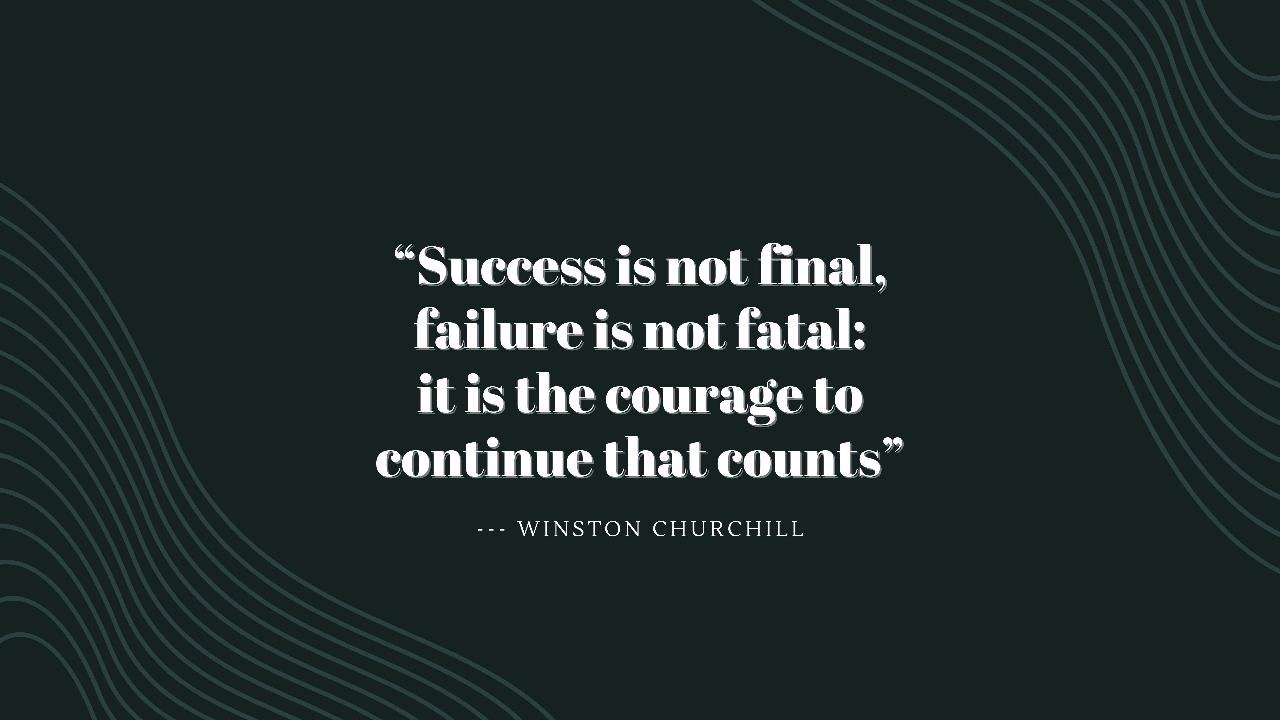 “Success is not final,
failure is not fatal:
it is the courage to
continue that counts”
--- WINSTON CHURCHILL